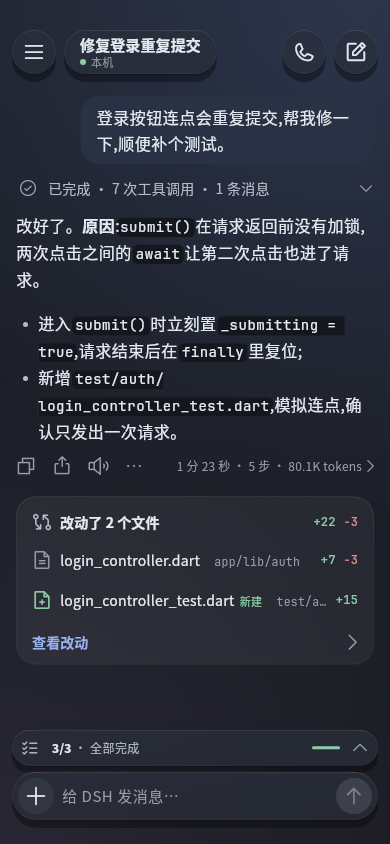 修复登录重复提交
本机
登录按钮连点会重复提交,帮我修一
下,顺便补个测试。
已完成 · 7 次工具调用 · 1 条消息
改好了。原因:submit() 在请求返回前没有加锁,
两次点击之间的 await 让第二次点击也进了请
求。
• 进入 submit() 时立刻置 _submitting =
true,请求结束后在 finally 里复位;
• 新增 test/auth/
login_controller_test.dart,模拟连点,确
认只发出一次请求。
1 分 23 秒 · 5 步 · 80.1K tokens
改动了 2 个文件 +22 -3
login_controller.dart app/lib/auth +7 -3
login_controller_test.dart 新建 test/a… +15
查看改动
3/3 · 全部完成
给 DSH 发消息…